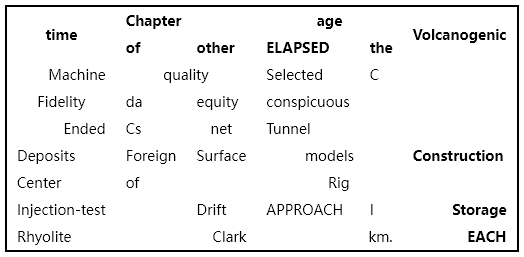 time Chapter age Volcanogenic
of other ELAPSED the
Machine quality Selected C
Fidelity da equity conspicuous
Ended Cs net Tunnel
Deposits Foreign Surface models Construction
Center of Rig
Injection-test Drift APPROACH I Storage
Rhyolite Clark km. EACH